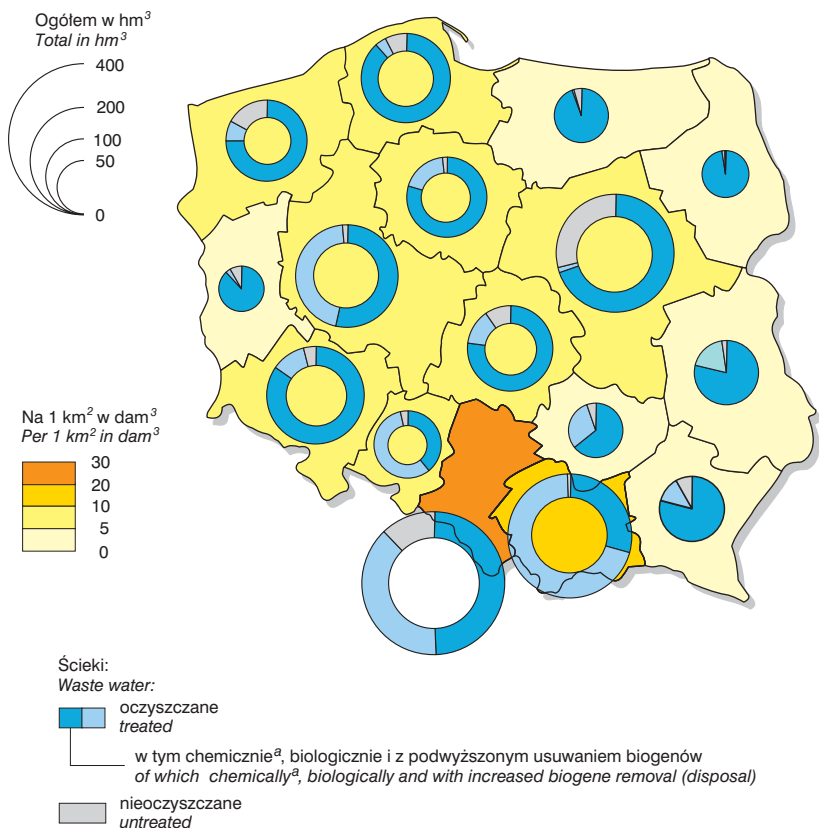 Ogółem w hm³
Total in hm³
400
200
100
50
0
Na 1 km² w dam³
Per 1 km² in dam³
30
20
10
5
0
Ścieki:
Waste water:
oczyszczane
treated
w tym chemicznieᵃ, biologicznie i z podwyższonym usuwaniem biogenów
of which chemicallyᵃ, biologically and with increased biogene removal (disposal)
nieoczyszczane
untreated